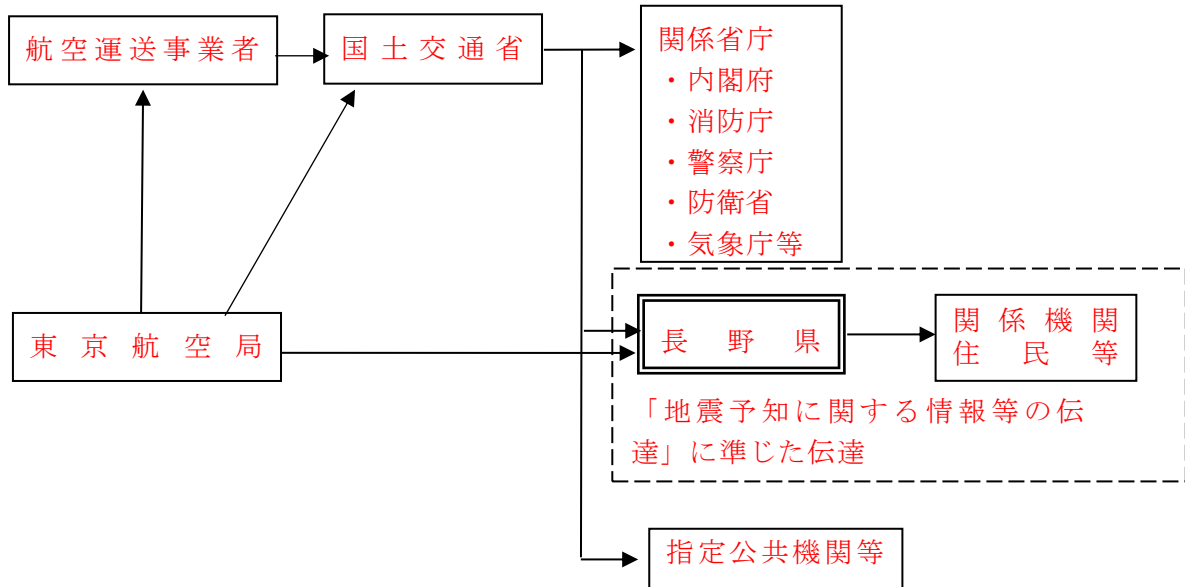 航空運送事業者
国土交通省
関係省庁
・内閣府
・消防庁
・警察庁
・防衛省
・気象庁等
東京航空局
長野県
関係機関
住民等
「地震予知に関する情報等の伝
達」に準じた伝達
指定公共機関等